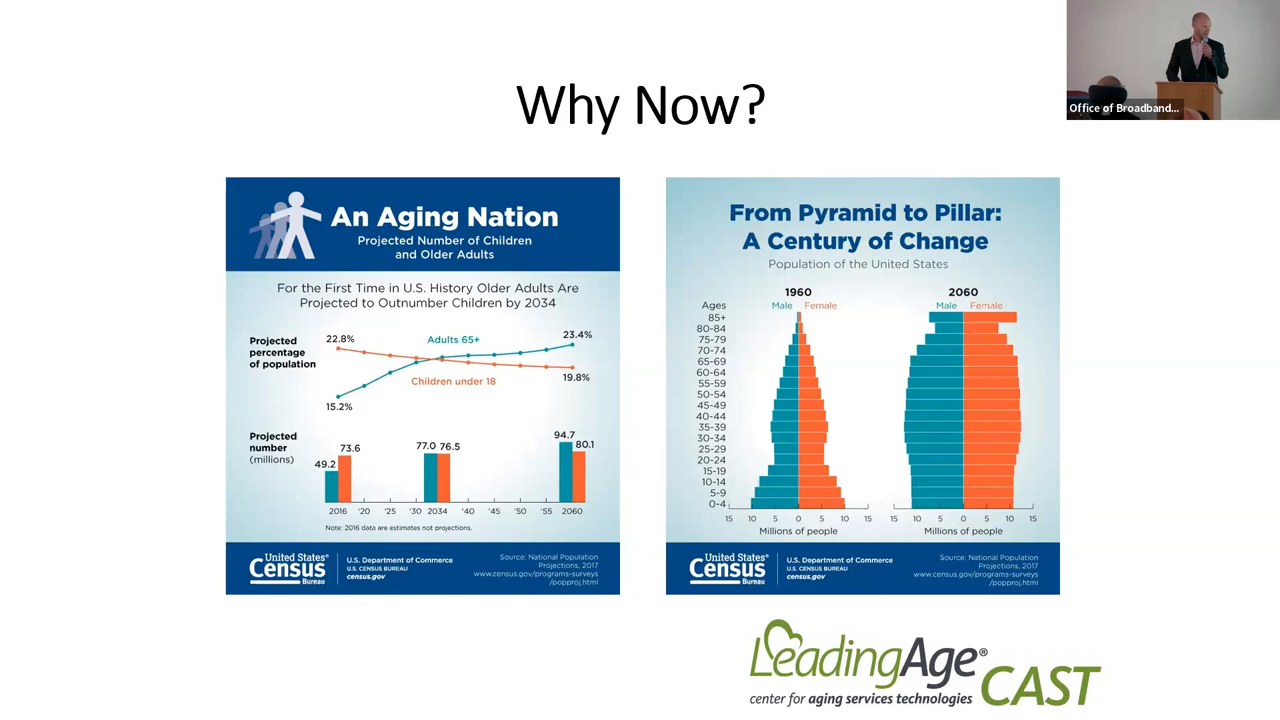 Office of Broadband...
Why Now?
An Aging Nation
Projected Number of Children
and Older Adults
For the First Time in U.S. History Older Adults Are
Projected to Outnumber Children by 2034
Projected
percentage
of population
22.8%
Adults 65+
23.4%
15.2%
Children under 18
19.8%
Projected
number
(millions)
49.2
73.6
77.0
76.5
94.7
80.1
2016 '20 '25 '30 2034 '40 '45 '50 '55 2060
Note: 2016 data are estimates not projections.
United States®
Census
Bureau
U.S. Department of Commerce
U.S. CENSUS BUREAU
census.gov
Source: National Population
Projections, 2017
www.census.gov/programs-surveys
/popproj.html
From Pyramid to Pillar:
A Century of Change
Population of the United States
1960
2060
Ages
Male Female
Male Female
85+
80-84
75-79
70-74
65-69
60-64
55-59
50-54
45-49
40-44
35-39
30-34
25-29
20-24
15-19
10-14
5-9
0-4
15 10 5 0 5 10 15
15 10 5 0 5 10 15
Millions of people
Millions of people
United States®
Census
Bureau
U.S. Department of Commerce
U.S. CENSUS BUREAU
census.gov
Source: National Population
Projections, 2017
www.census.gov/programs-surveys
/popproj.html
LeadingAge® CAST
center for aging services technologies